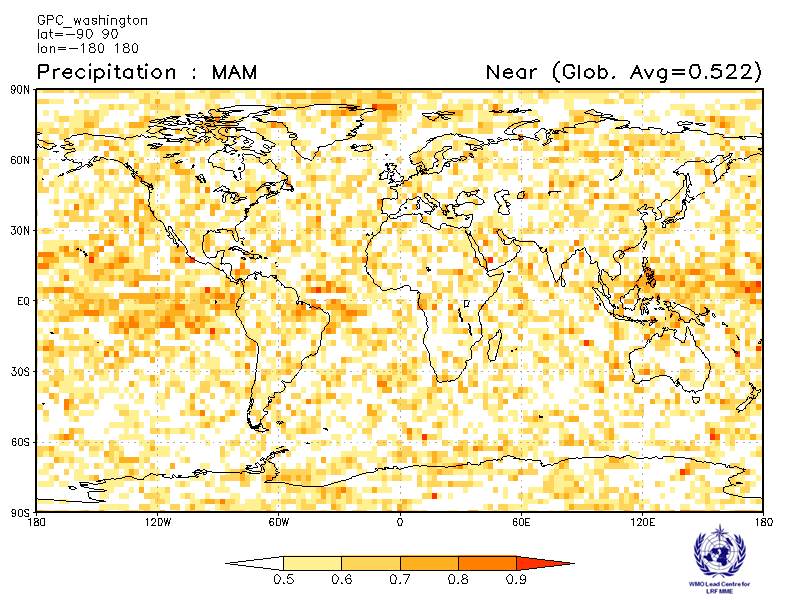 GPC_washington
lat=−90 90
lon=−180 180
Precipitation : MAM
Near (Glob. Avg=0.522)
90N
60N
30N
EQ
30S
60S
90S
180 120W 60W 0 60E 120E 180
0.5 0.6 0.7 0.8 0.9
WMO Lead Centre for
LRF MME